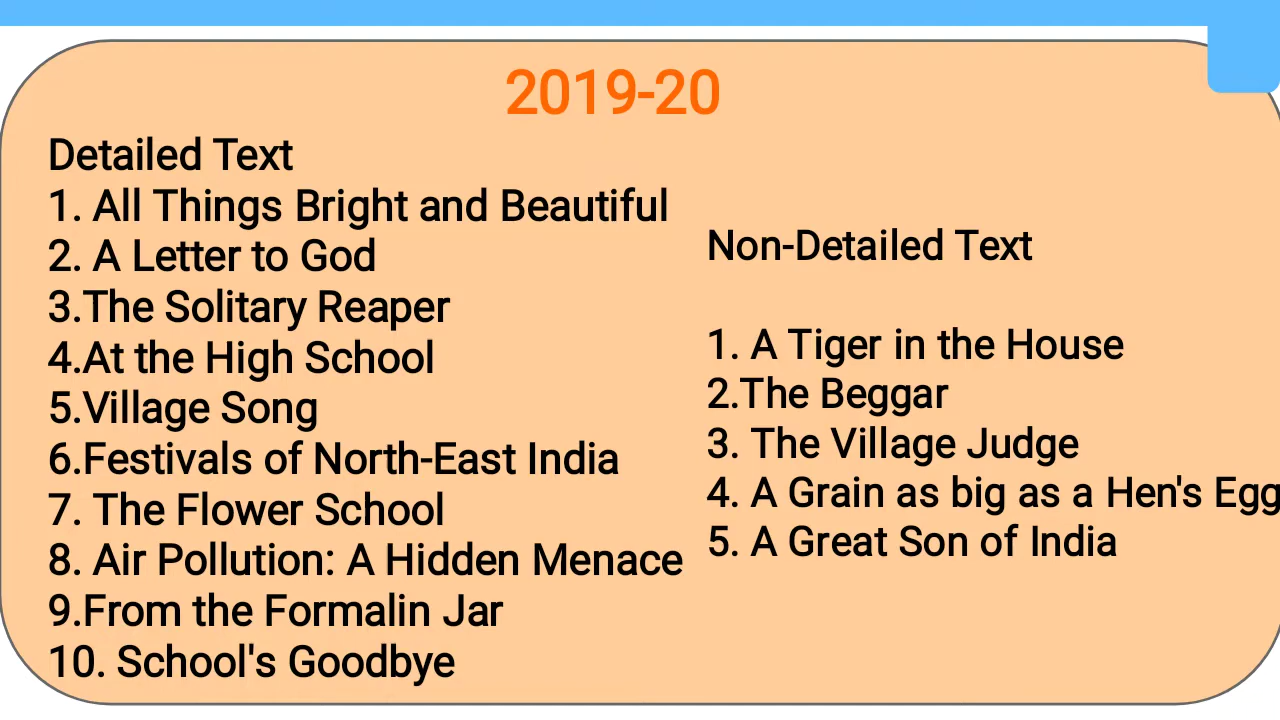 2019-20
Detailed Text
1. All Things Bright and Beautiful
2. A Letter to God
3.The Solitary Reaper
4.At the High School
5.Village Song
6.Festivals of North-East India
7. The Flower School
8. Air Pollution: A Hidden Menace
9.From the Formalin Jar
10. School's Goodbye
Non-Detailed Text
1. A Tiger in the House
2.The Beggar
3. The Village Judge
4. A Grain as big as a Hen's Egg
5. A Great Son of India